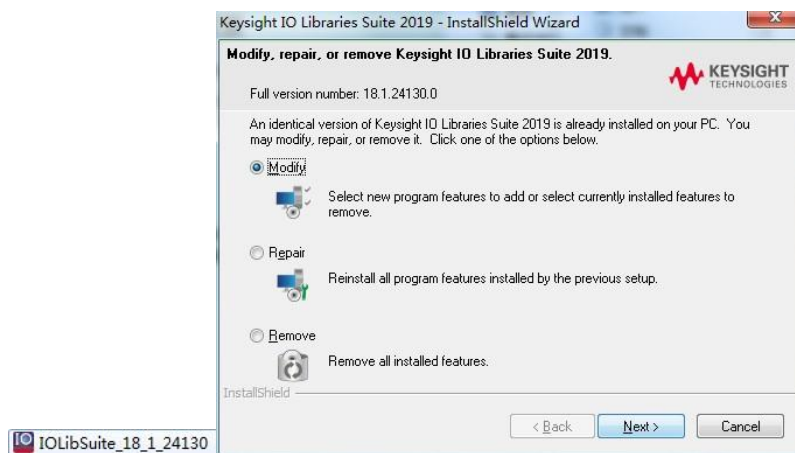 Keysight IO Libraries Suite 2019 - InstallShield Wizard
Modify, repair, or remove Keysight IO Libraries Suite 2019.
KEYSIGHT
TECHNOLOGIES
Full version number: 18.1.24130.0
An identical version of Keysight IO Libraries Suite 2019 is already installed on your PC. You
may modify, repair, or remove it. Click one of the options below.
Modify
Select new program features to add or select currently installed features to
remove.
Repair
Reinstall all program features installed by the previous setup.
Remove
Remove all installed features.
InstallShield
< Back
Next >
Cancel
IO
IOLibSuite_18_1_24130